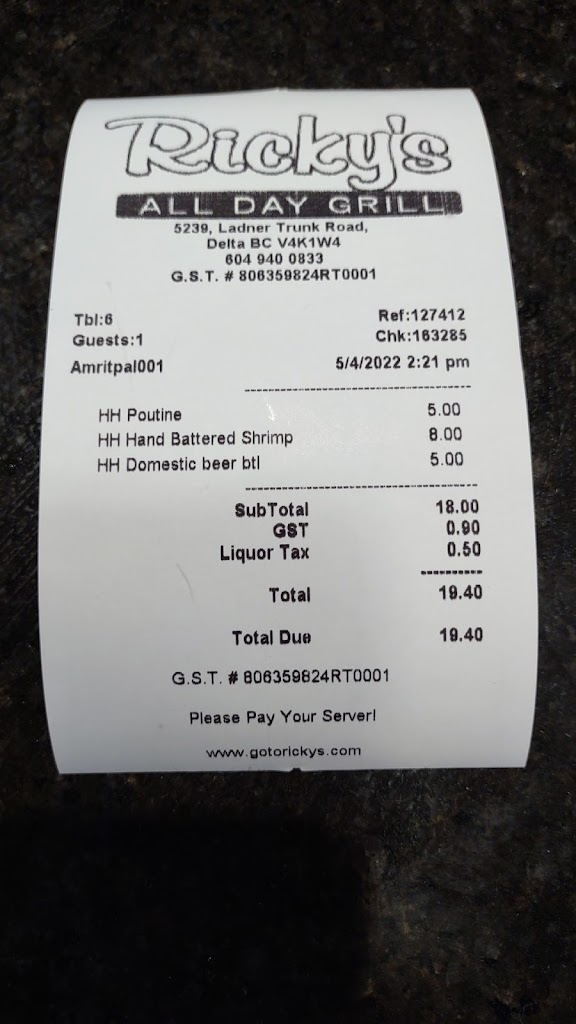 Ricky's
ALL DAY GRILL
5239, Ladner Trunk Road,
Delta BC V4K1W4
604 940 0833
G.S.T. # 806359824RT0001
Tbl:6 Ref:127412
Guests:1 Chk:163285
Amritpal001 5/4/2022 2:21 pm
HH Poutine 5.00
HH Hand Battered Shrimp 8.00
HH Domestic beer btl 5.00
SubTotal 18.00
GST 0.90
Liquor Tax 0.50
Total 19.40
Total Due 19.40
G.S.T. # 806359824RT0001
Please Pay Your Server!
www.gotorickys.com